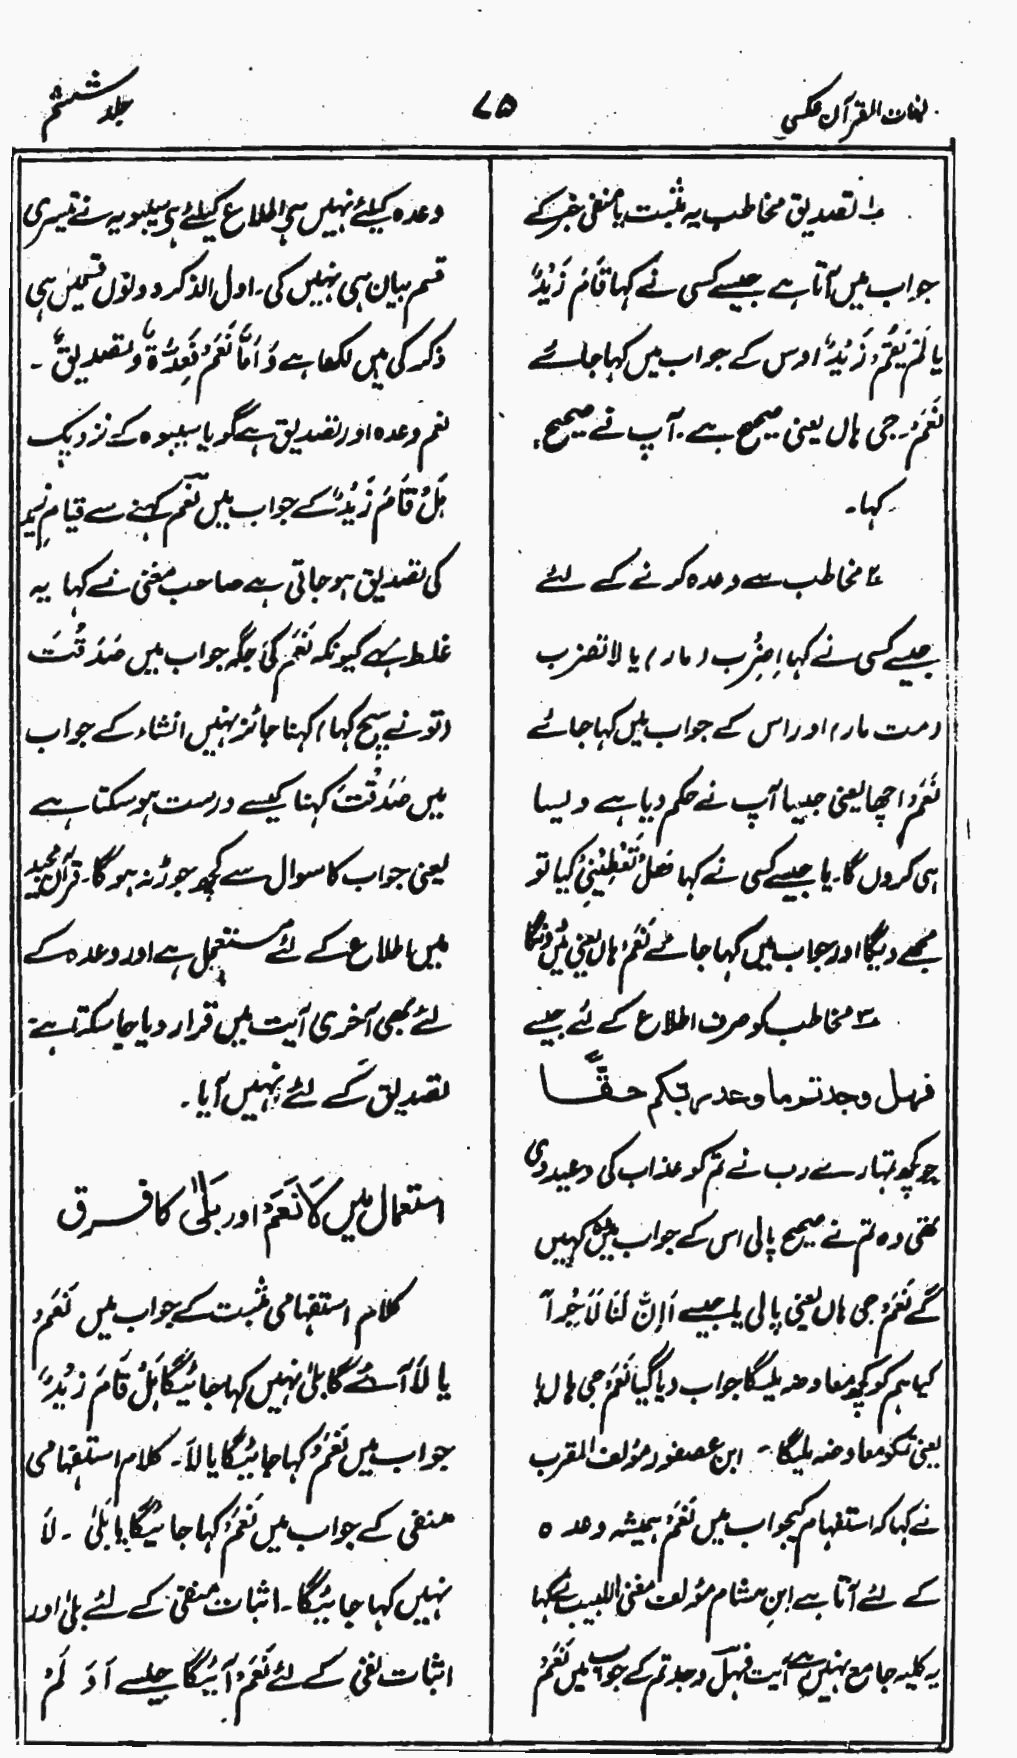 لغات القرآن عکسی
۷۵
جلد ششم
۱؎ تصدیق مخاطب یہ مثبت یا منفی خبر کے
جواب میں آتا ہے جیسے کسی نے کہا قَامَ زَیْدٌ
یا لَمْ یَقُمْ زَیْدٌ اوس کے جواب میں کہا جائے
نَعَمْ۔ جی ہاں یعنی صحیح ہے۔ آپ نے صحیح
کہا۔
۲؎ مخاطب سے وعدہ کرنے کے لئے
جیسے کسی نے کہا اِضْرِبْ (مار) یا لا تضرب
(مت مار) اور اس کے جواب میں کہا جائے
نَعَمْ اچھا یعنی جیسا آپ نے حکم دیا ہے ویسا
ہی کروں گا۔ یا جیسے کسی نے کہا ھَلْ تُعْطِیْنِیْ کیا تو
مجھے دیگا اور جواب میں کہا جائے نَعَمْ ہاں یعنی میں دونگا
۳؎ مخاطب کو صرف اطلاع کے لئے جیسے
فہل وجدتم ما وعد ربکم حقًّا
جو کچھ تمہارے رب نے تم کو عذاب کی وعید دی
تھی وہ تم نے صحیح پالی اس کے جواب میں کہیں
گے نَعَمْ جی ہاں یعنی پالی یا جیسے أَإِنَّ لَنَا لَأَجْرًا
کیا ہم کو کچھ معاوضہ ملیگا جواب دیا گیا نَعَمْ جی ہاں
یعنی تمکو معاوضہ ملیگا۔ ابن عصفور مؤلف المقرب
نے کہا کہ استفہام کیجواب میں نَعَمْ ہمیشہ وعدہ
کے لئے آتا ہے ابنِ ہشام مؤلف مغنی اللبیب نے کہا
یہ کلیہ جامع نہیں ہے آیت فہل وجدتم کے جواب میں نَعَمْ
وعدہ کیلئے نہیں ہی اطلاع کیلئے ہی سیبویہ نے تیسری
قسم بیان ہی نہیں کی۔ اول الذکر دونوں قسمیں ہی
ذکر کی ہیں لکھا ہے وَاَمَّا نَعَمْ فَعِدَۃٌ وَتصدیقٌ۔
نعم وعدہ اور تصدیق ہے گویا سیبویہ کے نزدیک
ہَلْ قَامَ زَیْدٌ کے جواب میں نَعَمْ کہنے سے قیامِ زید
کی تصدیق ہو جاتی ہے صاحب مغنی نے کہا یہ
غلط ہے کیونکہ نَعَمْ کی جگہ جواب میں صَدَقْتَ
(تو نے سچ کہا) کہنا جائز نہیں انشاء کے جواب
میں صَدَقْتَ کہنا کیسے درست ہو سکتا ہے
یعنی جواب کا سوال سے کچھ جوڑ نہ ہو گا۔ قرآن مجید
میں اطلاع کے لئے مستعمل ہے اور وعدہ کے
لئے بھی آخری آیت میں قرار دیا جا سکتا ہے
تصدیق کے لئے نہیں آیا۔
استعمال میں لَا نَعَمْ اور بَلٰی کا فرق
کلام استفہامی مثبت کے جواب میں نَعَمْ
یا لَا آئے گا بلٰی نہیں کہا جائیگا ہَلْ قَامَ زَیْدٌ
جواب میں نَعَمْ کہا جائیگا یا لَا۔ کلام استفہامی
منفی کے جواب میں نَعَمْ کہا جائیگا یا بَلٰی۔ لَا
نہیں کہا جائیگا۔ اثبات منفی کے لئے بلٰی اور
اثبات نفی کے لئے نَعَمْ آئیگا جیسے اَوَ لَمْ